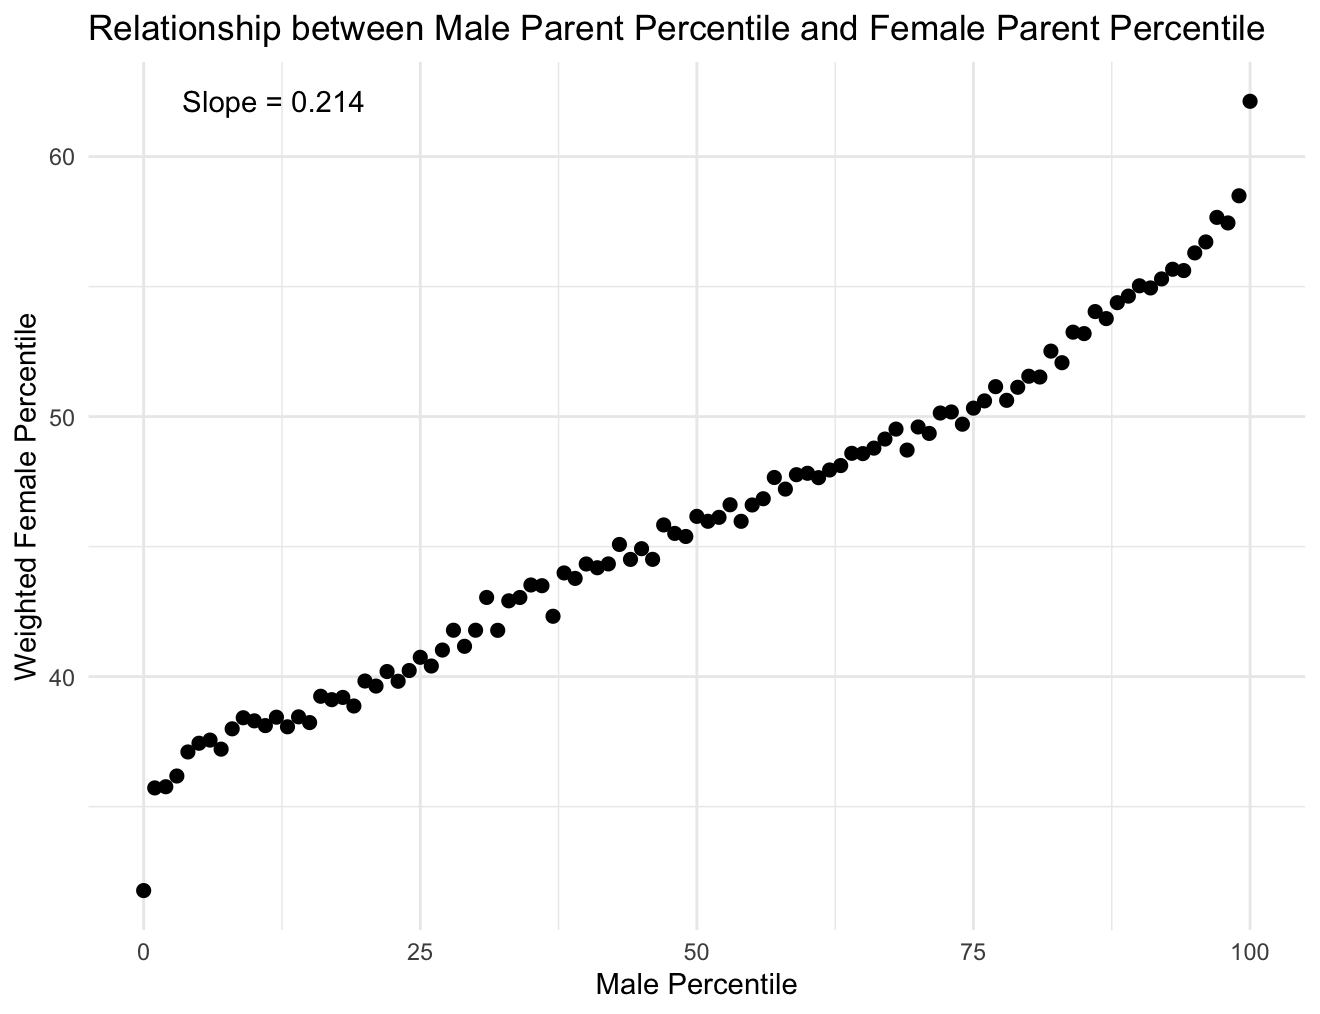 Relationship between Male Parent Percentile and Female Parent Percentile
Slope = 0.214
60
50
40
Weighted Female Percentile
0 25 50 75 100
Male Percentile